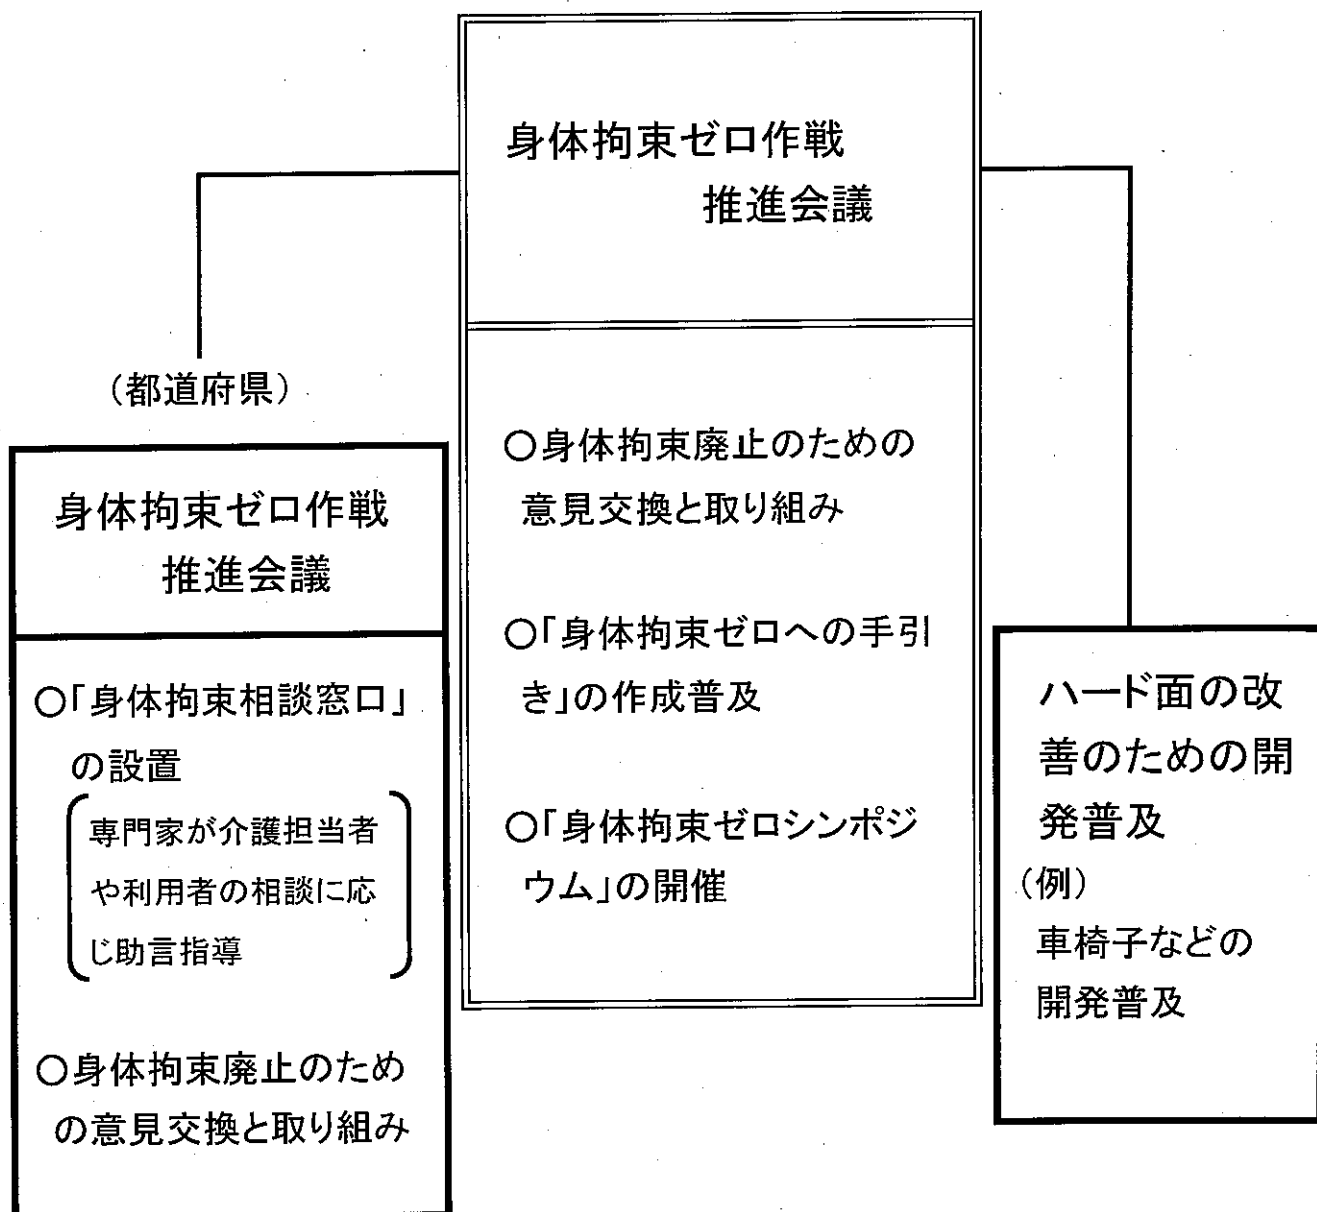 身体拘束ゼロ作戦
推進会議
○身体拘束廃止のための
意見交換と取り組み
○「身体拘束ゼロへの手引
き」の作成普及
○「身体拘束ゼロシンポジ
ウム」の開催
（都道府県）
身体拘束ゼロ作戦
推進会議
○「身体拘束相談窓口」
の設置
専門家が介護担当者
や利用者の相談に応
じ助言指導
○身体拘束廃止のため
の意見交換と取り組み
ハード面の改
善のための開
発普及
（例）
車椅子などの
開発普及